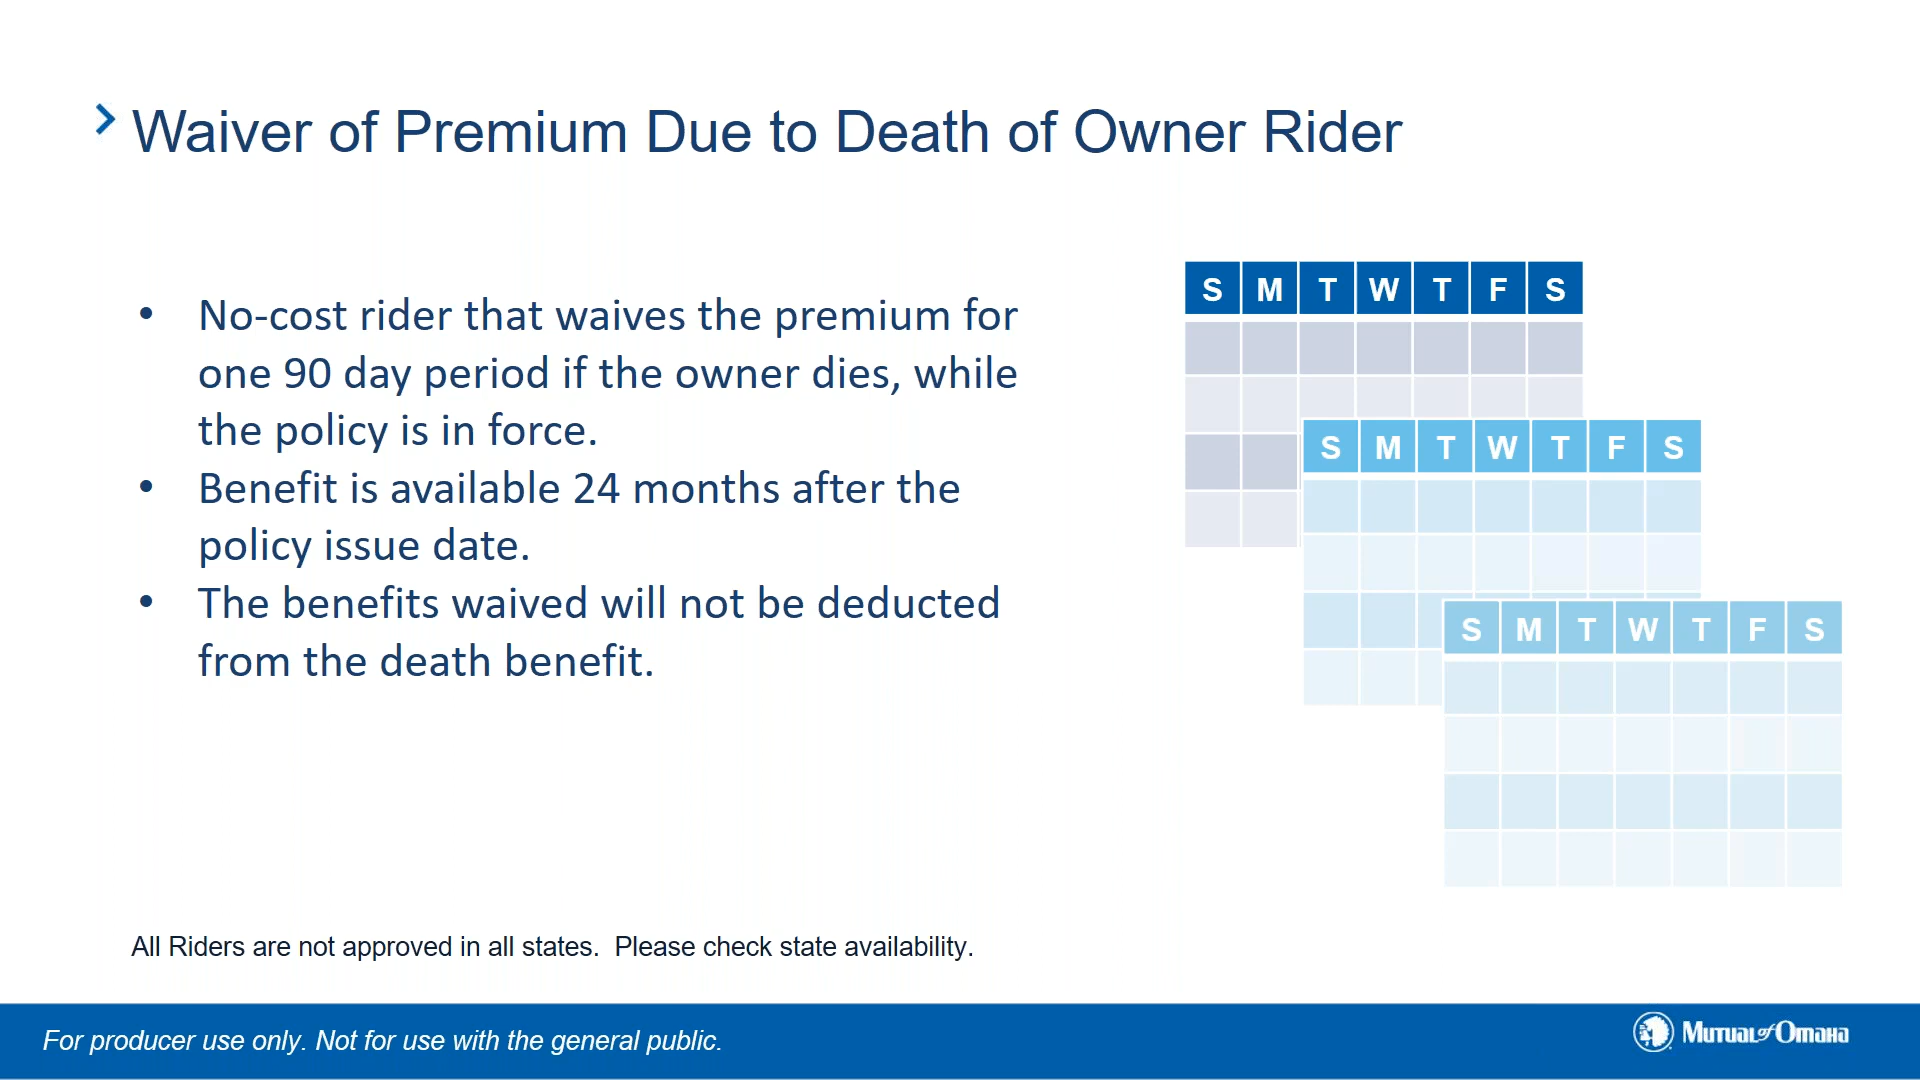 Waiver of Premium Due to Death of Owner Rider
• No-cost rider that waives the premium for
one 90 day period if the owner dies, while
the policy is in force.
• Benefit is available 24 months after the
policy issue date.
• The benefits waived will not be deducted
from the death benefit.
S M T W T F S
S M T W T F S
S M T W T F S
All Riders are not approved in all states.  Please check state availability.
For producer use only. Not for use with the general public.
Mutual of Omaha